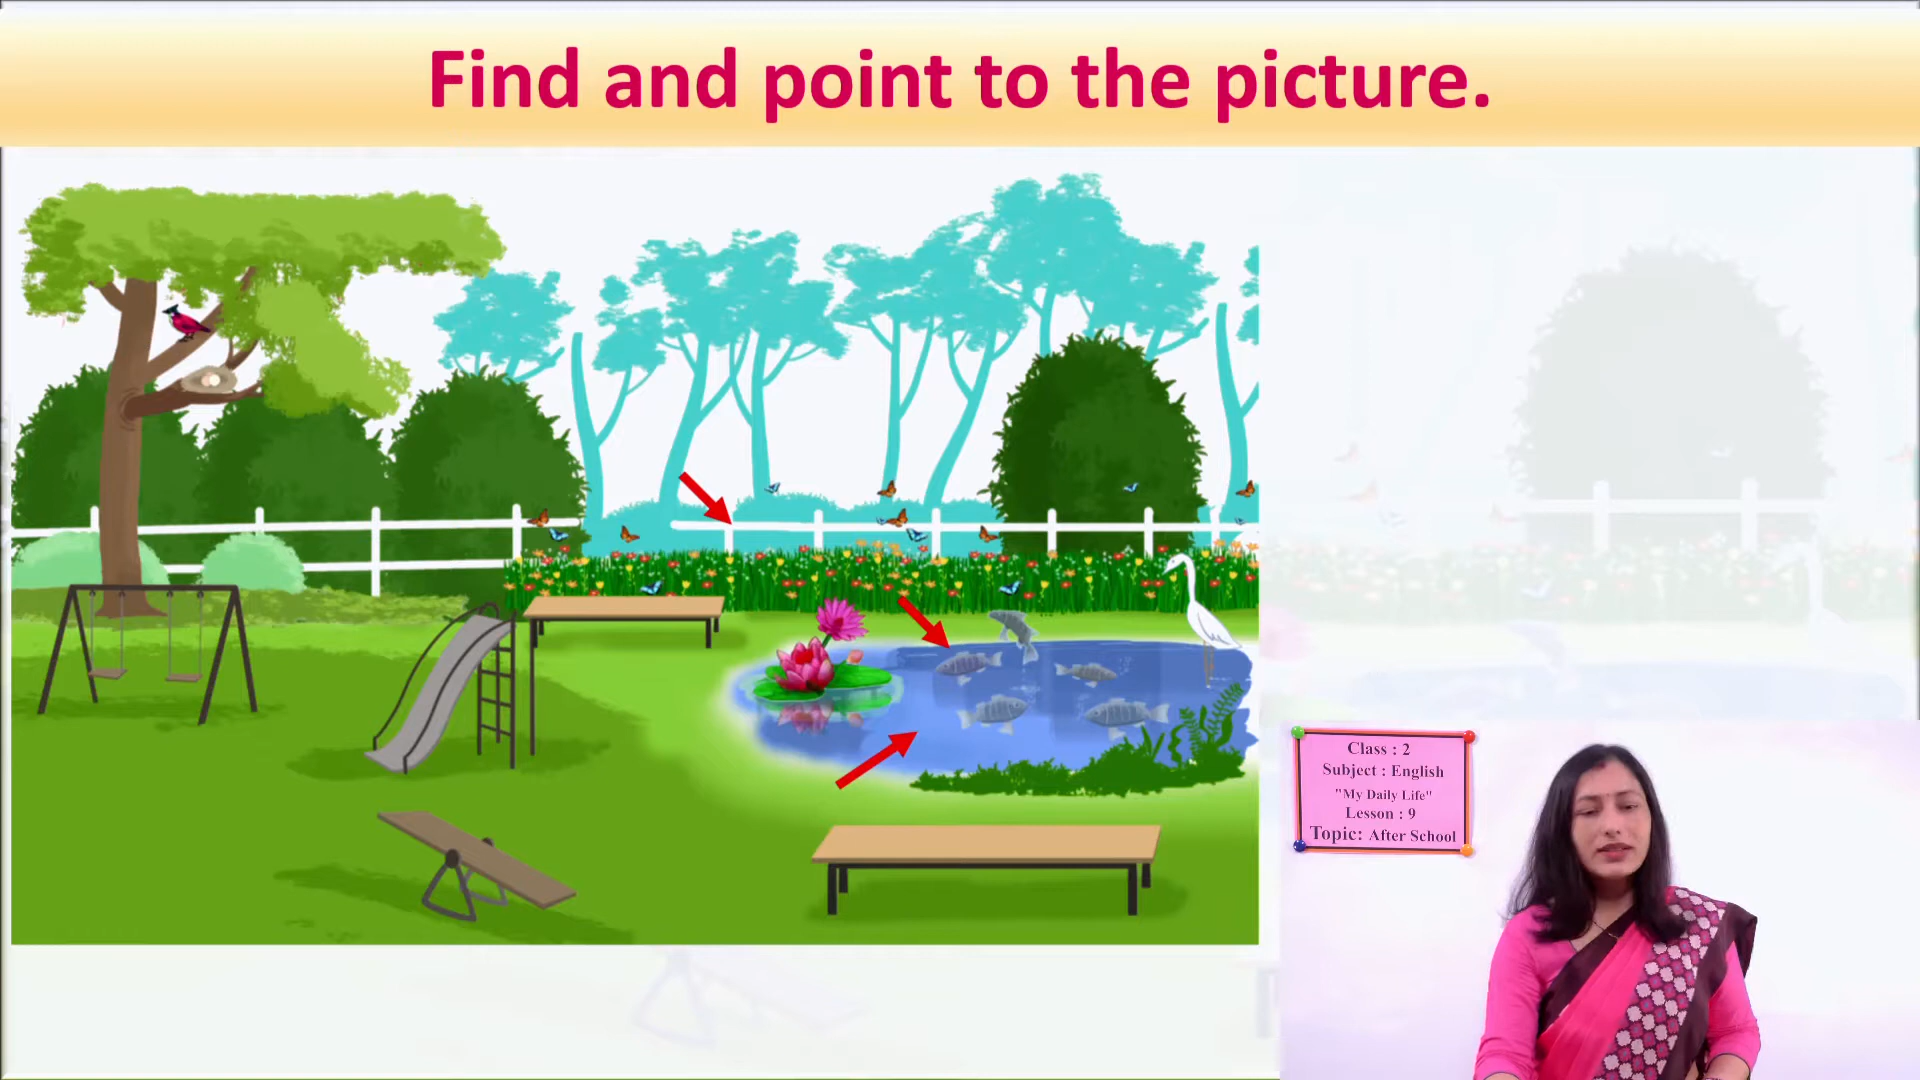 Find and point to the picture.
Class : 2
Subject : English
"My Daily Life"
Lesson : 9
Topic: After School